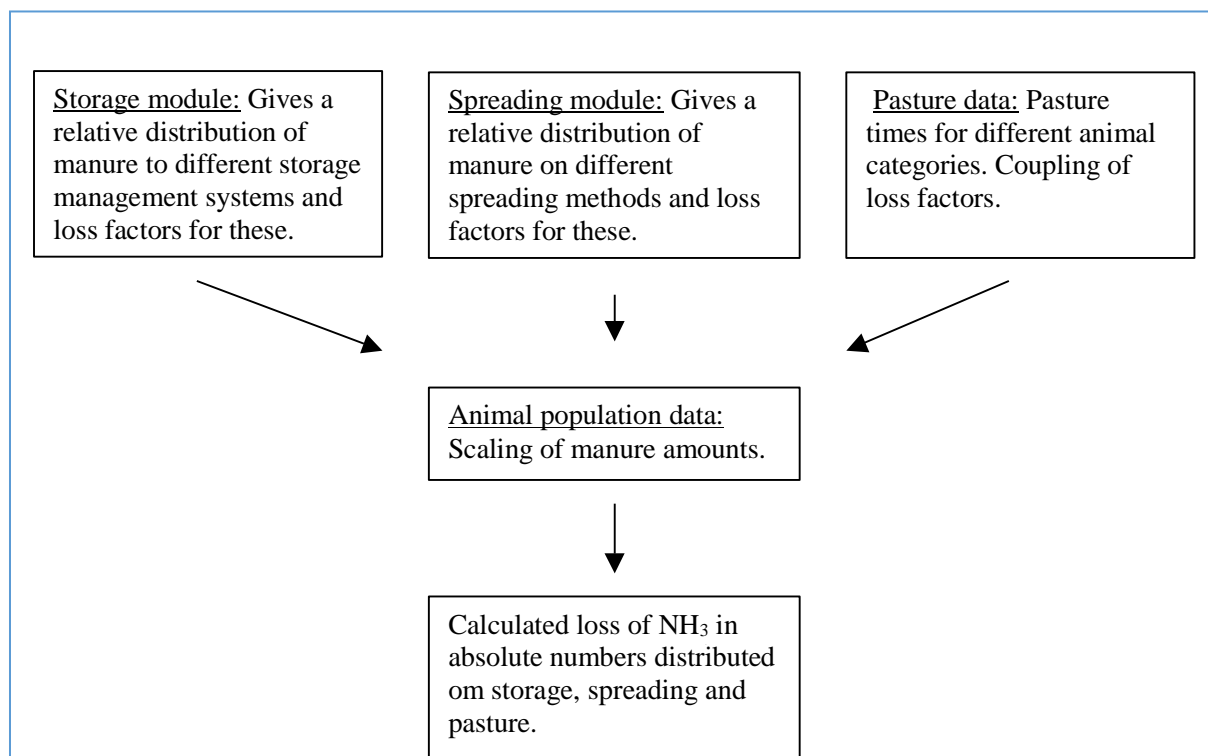 Storage module: Gives a
relative distribution of
manure to different storage
management systems and
loss factors for these.
Spreading module: Gives a
relative distribution of
manure on different
spreading methods and loss
factors for these.
Pasture data: Pasture
times for different animal
categories. Coupling of
loss factors.
Animal population data:
Scaling of manure amounts.
Calculated loss of NH₃ in
absolute numbers distributed
om storage, spreading and
pasture.